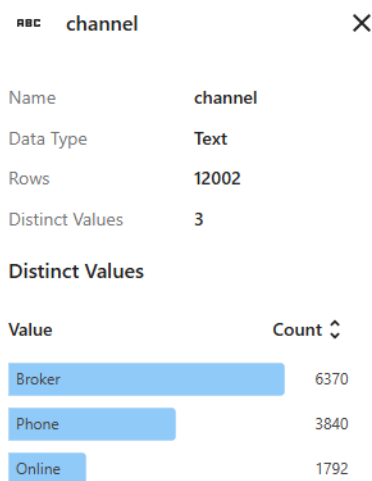 ABC channel
Name channel
Data Type Text
Rows 12002
Distinct Values 3
Distinct Values
Value Count
Broker 6370
Phone 3840
Online 1792